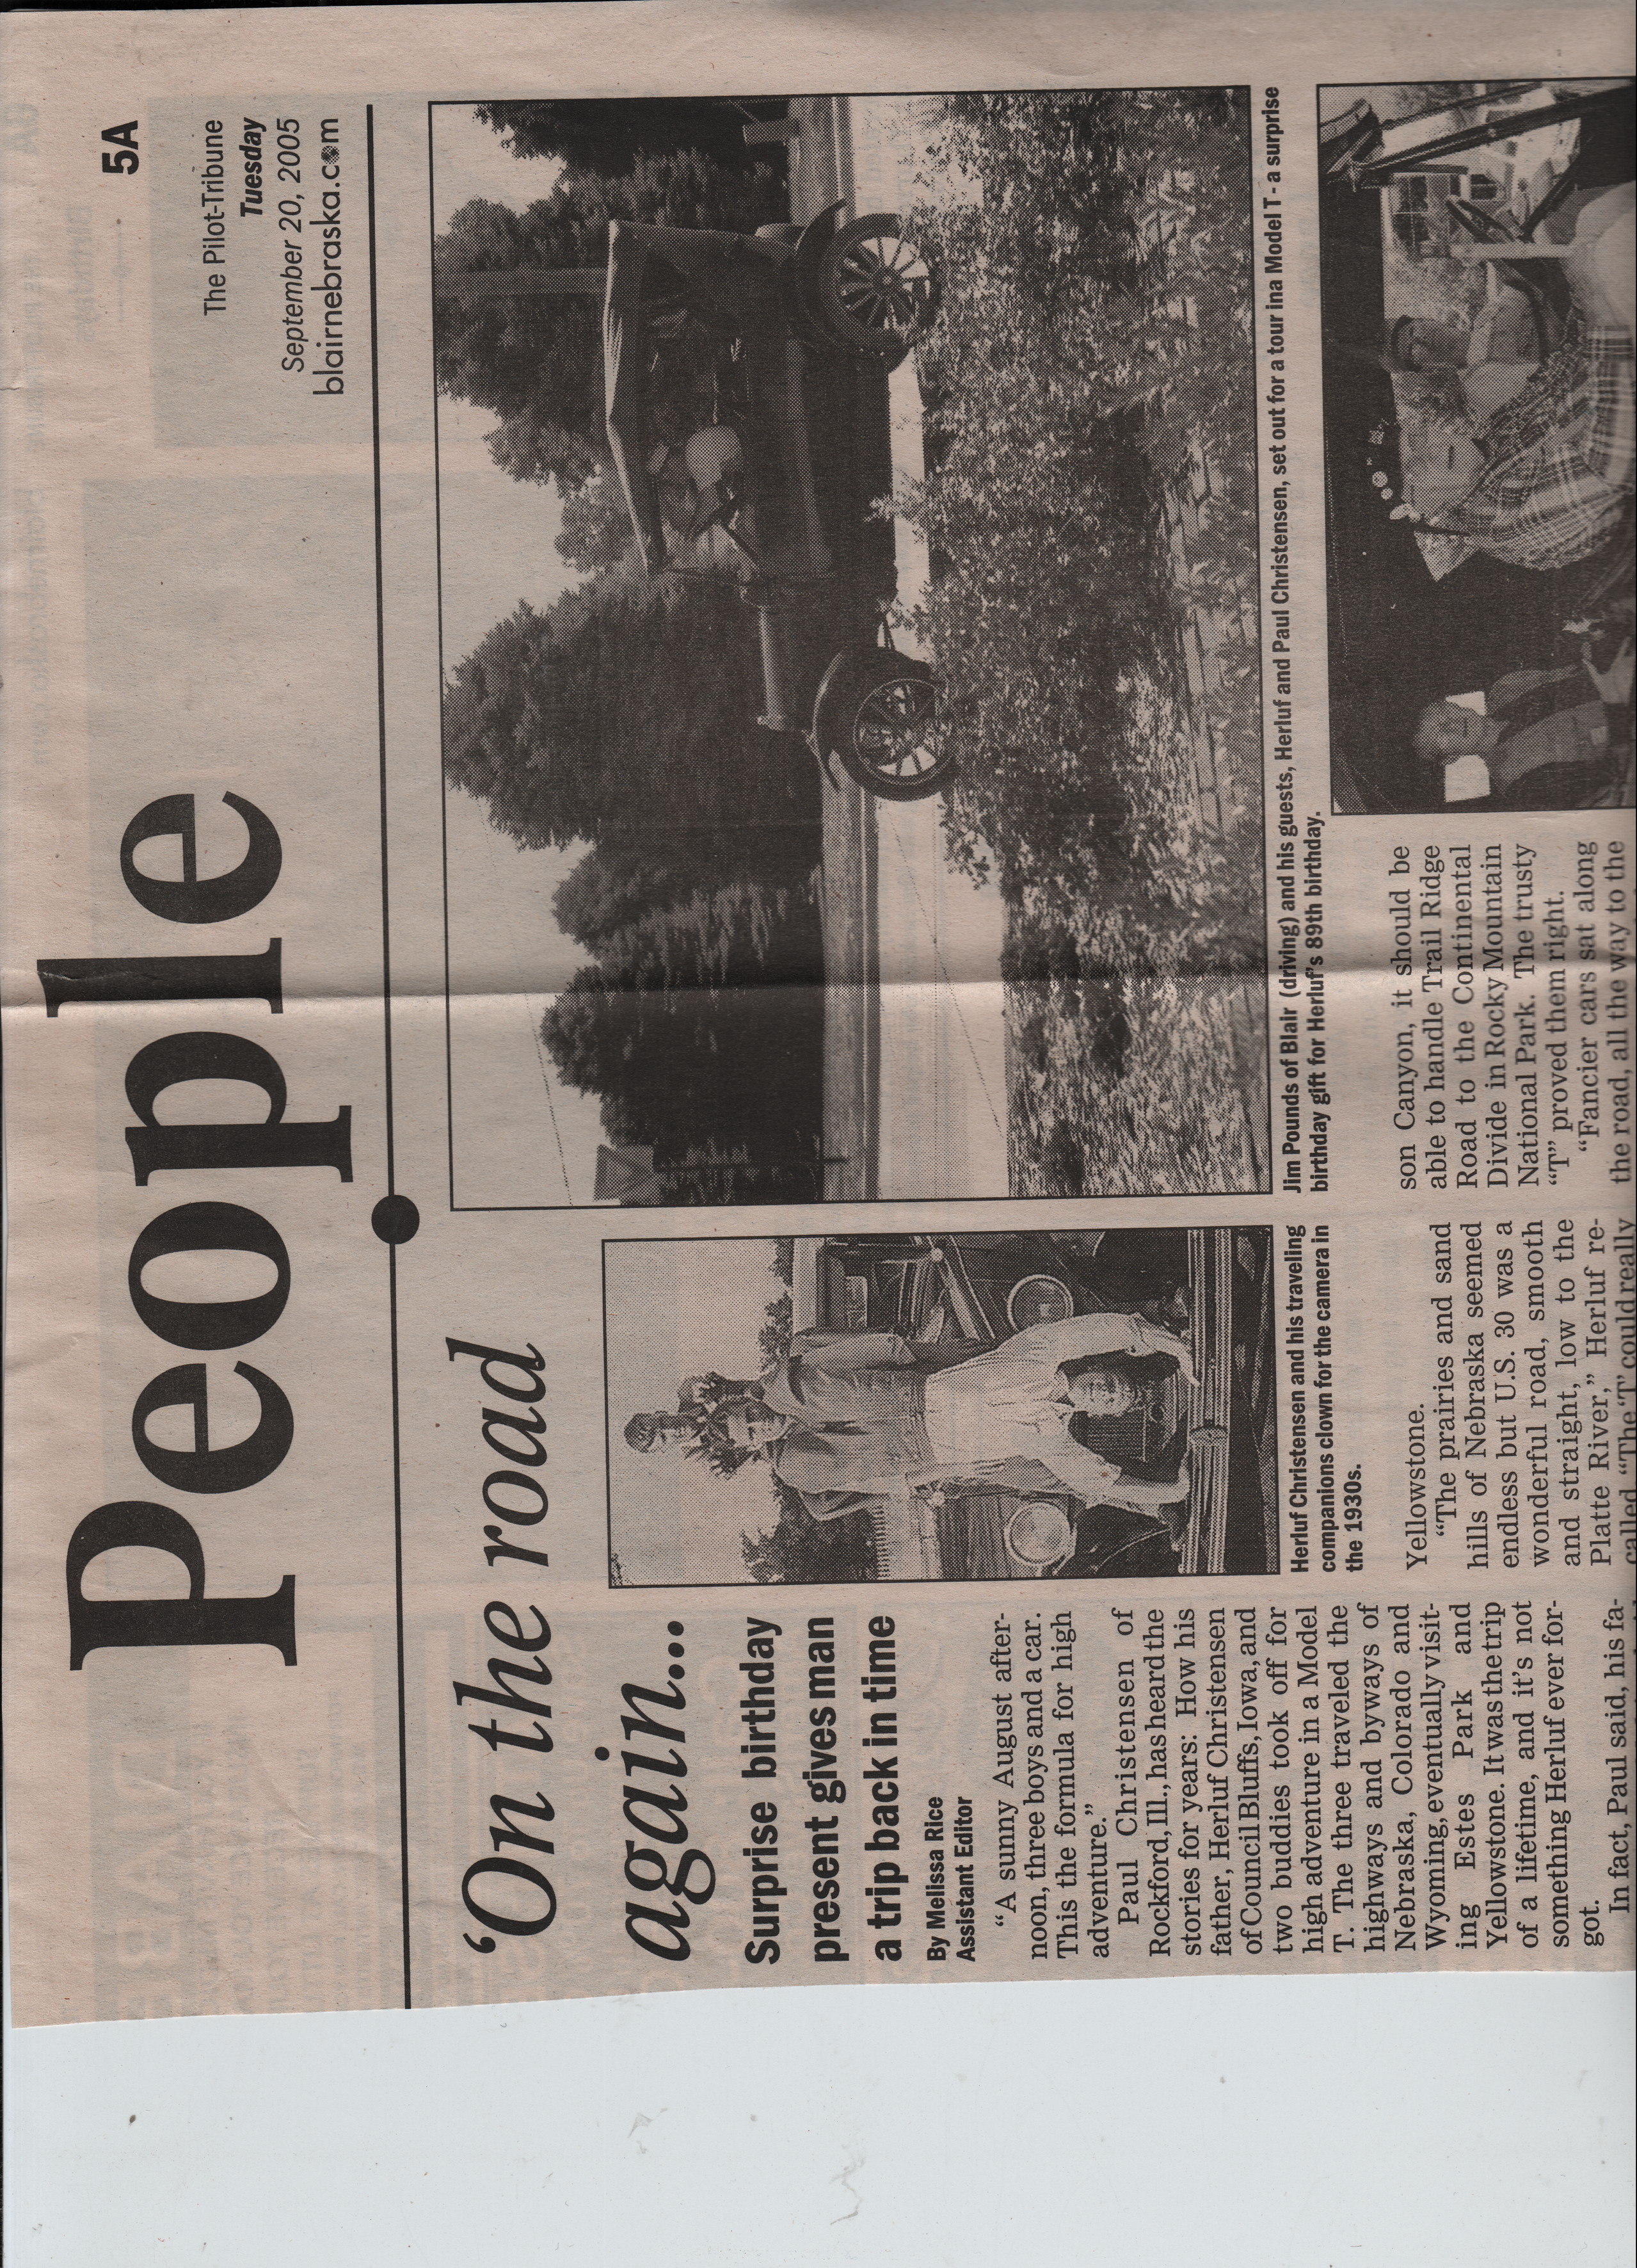 People
5A
The Pilot-Tribune
Tuesday
September 20, 2005
blairnebraska.com
'On the road
again...
Surprise birthday
present gives man
a trip back in time
By Melissa Rice
Assistant Editor
"A sunny August after-
noon, three boys and a car.
This the formula for high
adventure."
Paul Christensen of
Rockford, Ill., has heard the
stories for years: How his
father, Herluf Christensen
of Council Bluffs, Iowa, and
two buddies took off for
high adventure in a Model
T. The three traveled the
highways and byways of
Nebraska, Colorado and
Wyoming, eventually visit-
ing Estes Park and
Yellowstone. It was the trip
of a lifetime, and it's not
something Herluf ever for-
got.
In fact, Paul said, his fa-
Herluf Christensen and his traveling
companions clown for the camera in
the 1930s.
Yellowstone.
"The prairies and sand
hills of Nebraska seemed
endless but U.S. 30 was a
wonderful road, smooth
and straight, low to the
Platte River," Herluf re-
called. "The 'T' could really
Jim Pounds of Blair (driving) and his guests, Herluf and Paul Christensen, set out for a tour ina Model T - a surprise
birthday gift for Herluf's 89th birthday.
son Canyon, it should be
able to handle Trail Ridge
Road to the Continental
Divide in Rocky Mountain
National Park. The trusty
"T" proved them right.
"Fancier cars sat along
the road, all the way to the